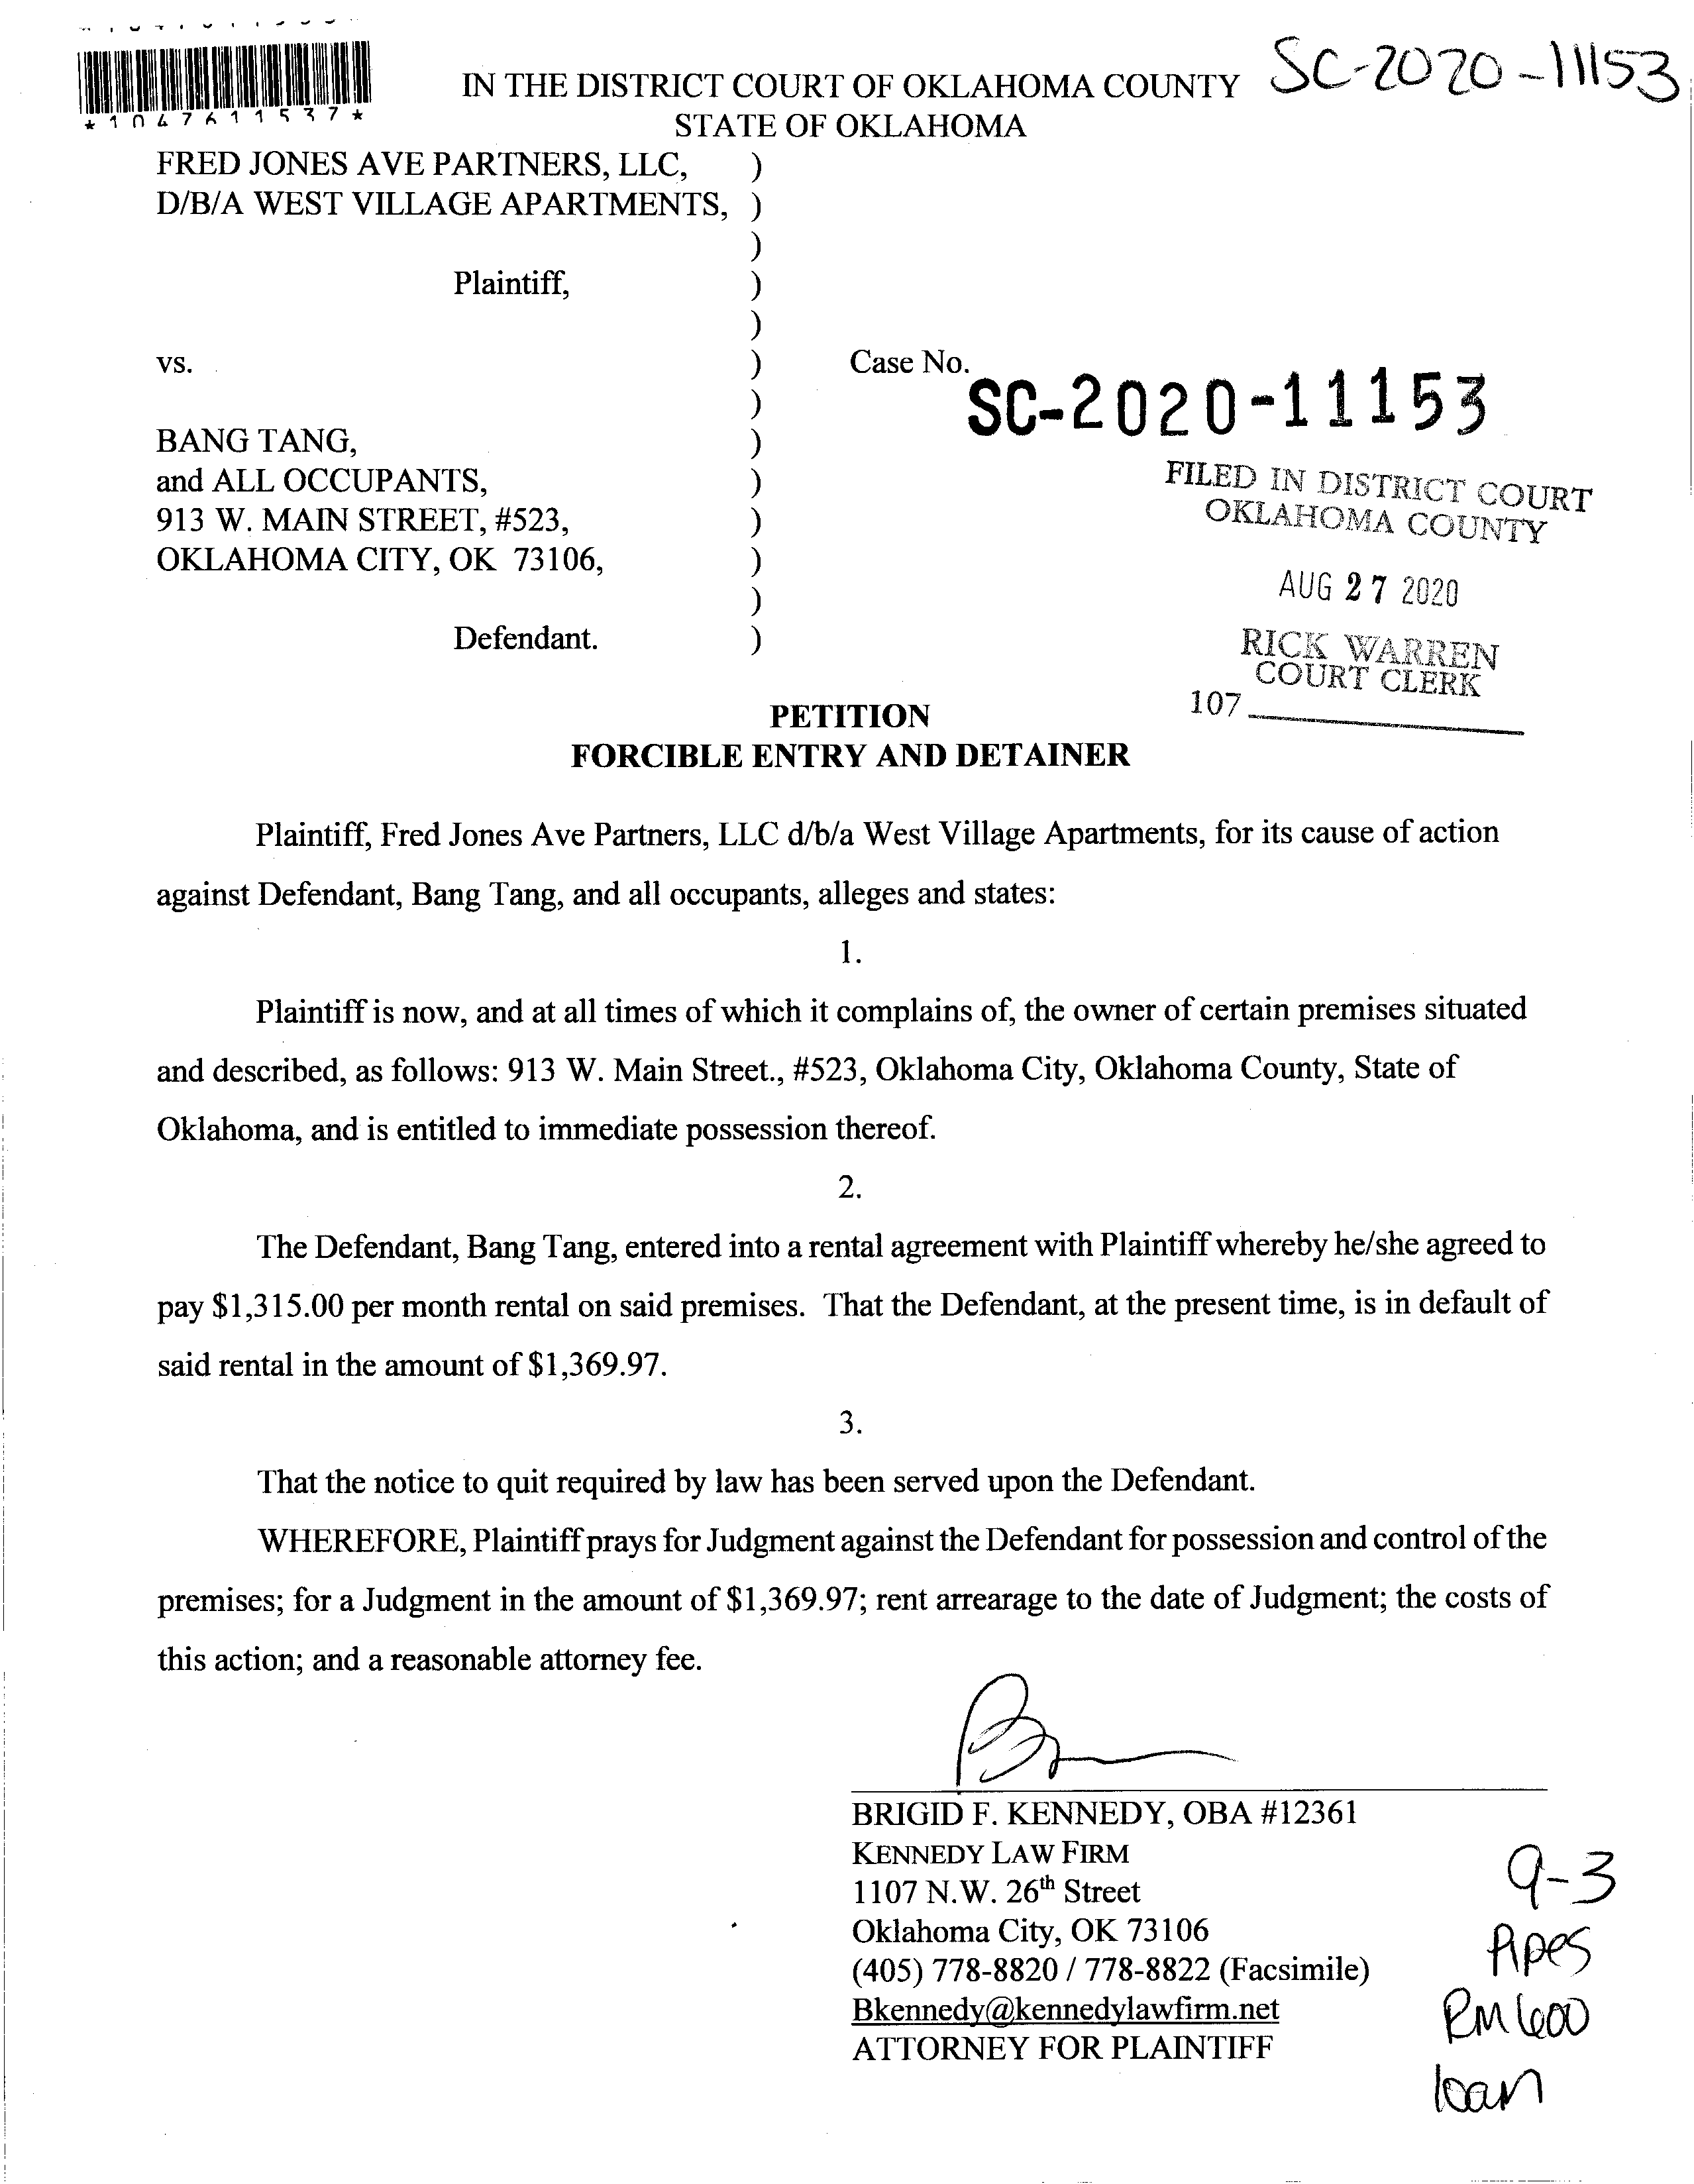 *1047611537*
IN THE DISTRICT COURT OF OKLAHOMA COUNTY SC-2020-11153
STATE OF OKLAHOMA
FRED JONES AVE PARTNERS, LLC, )
D/B/A WEST VILLAGE APARTMENTS, )
)
Plaintiff, )
)
vs. ) Case No. SC-2020-11153
)
BANG TANG, )
and ALL OCCUPANTS, )
913 W. MAIN STREET, #523, )
OKLAHOMA CITY, OK 73106, )
)
Defendant. )
FILED IN DISTRICT COURT
OKLAHOMA COUNTY
AUG 27 2020
RICK WARREN
COURT CLERK
107
PETITION
FORCIBLE ENTRY AND DETAINER
Plaintiff, Fred Jones Ave Partners, LLC d/b/a West Village Apartments, for its cause of action
against Defendant, Bang Tang, and all occupants, alleges and states:
1.
Plaintiff is now, and at all times of which it complains of, the owner of certain premises situated
and described, as follows: 913 W. Main Street., #523, Oklahoma City, Oklahoma County, State of
Oklahoma, and is entitled to immediate possession thereof.
2.
The Defendant, Bang Tang, entered into a rental agreement with Plaintiff whereby he/she agreed to
pay $1,315.00 per month rental on said premises. That the Defendant, at the present time, is in default of
said rental in the amount of $1,369.97.
3.
That the notice to quit required by law has been served upon the Defendant.
WHEREFORE, Plaintiff prays for Judgment against the Defendant for possession and control of the
premises; for a Judgment in the amount of $1,369.97; rent arrearage to the date of Judgment; the costs of
this action; and a reasonable attorney fee.
BRIGID F. KENNEDY, OBA #12361
KENNEDY LAW FIRM
1107 N.W. 26th Street
Oklahoma City, OK 73106
(405) 778-8820 / 778-8822 (Facsimile)
Bkennedy@kennedylawfirm.net
ATTORNEY FOR PLAINTIFF
9-3
Pipes
RM 600